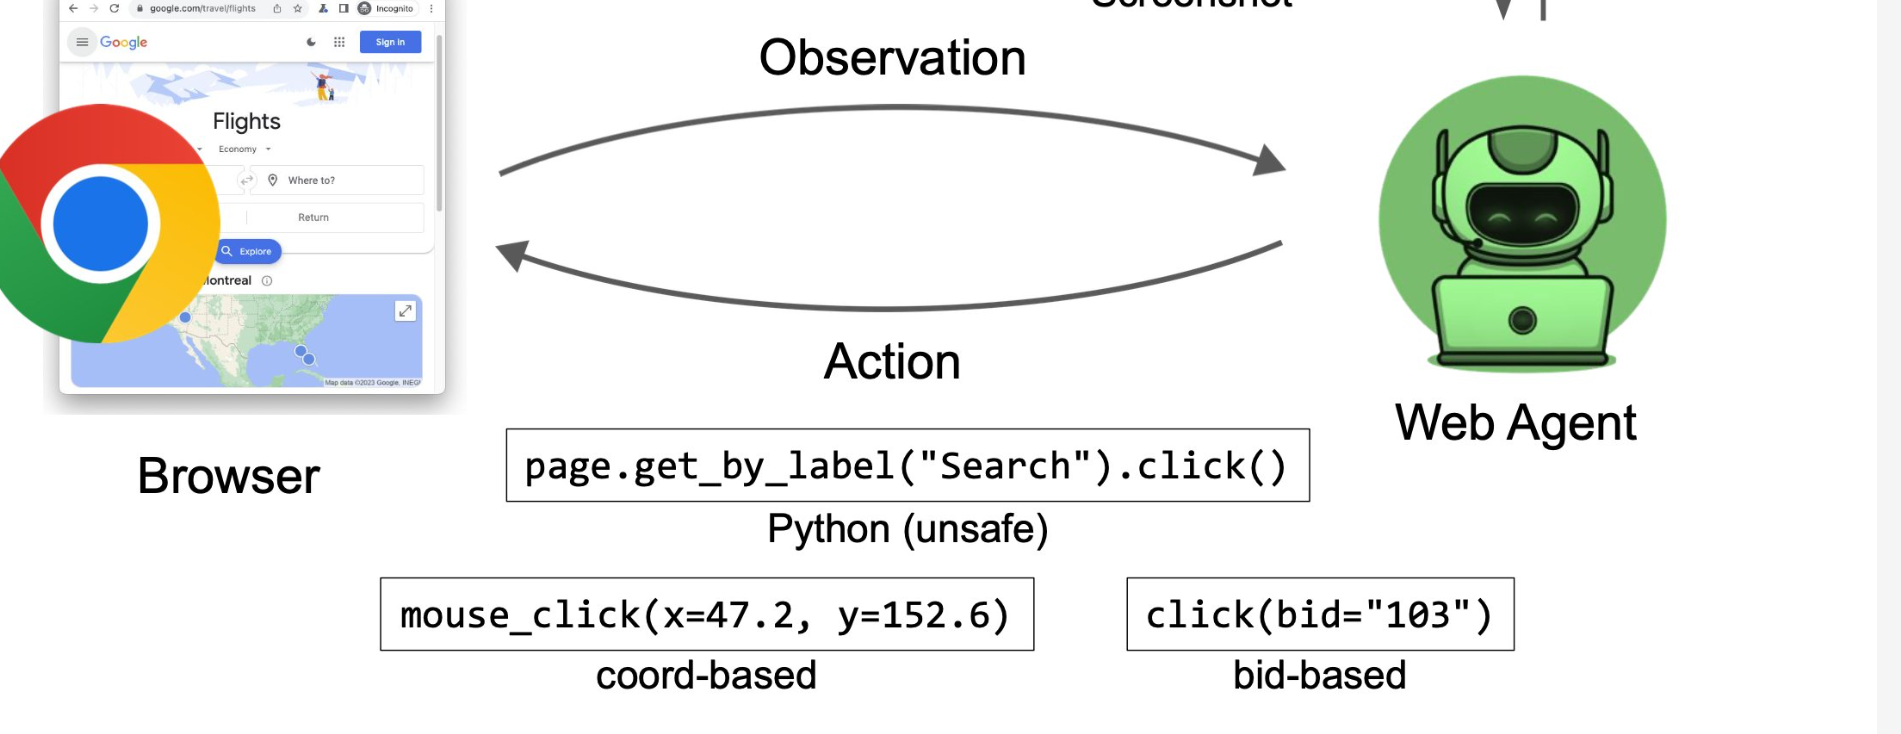 Screenshot
google.com/travel/flights
Incognito
Google
Sign in
Observation
Flights
Economy
Where to?
Return
Explore
Montreal
Map data ©2023 Google, INEGI
Action
Web Agent
Browser
page.get_by_label("Search").click()
Python (unsafe)
mouse_click(x=47.2, y=152.6)
click(bid="103")
coord-based
bid-based